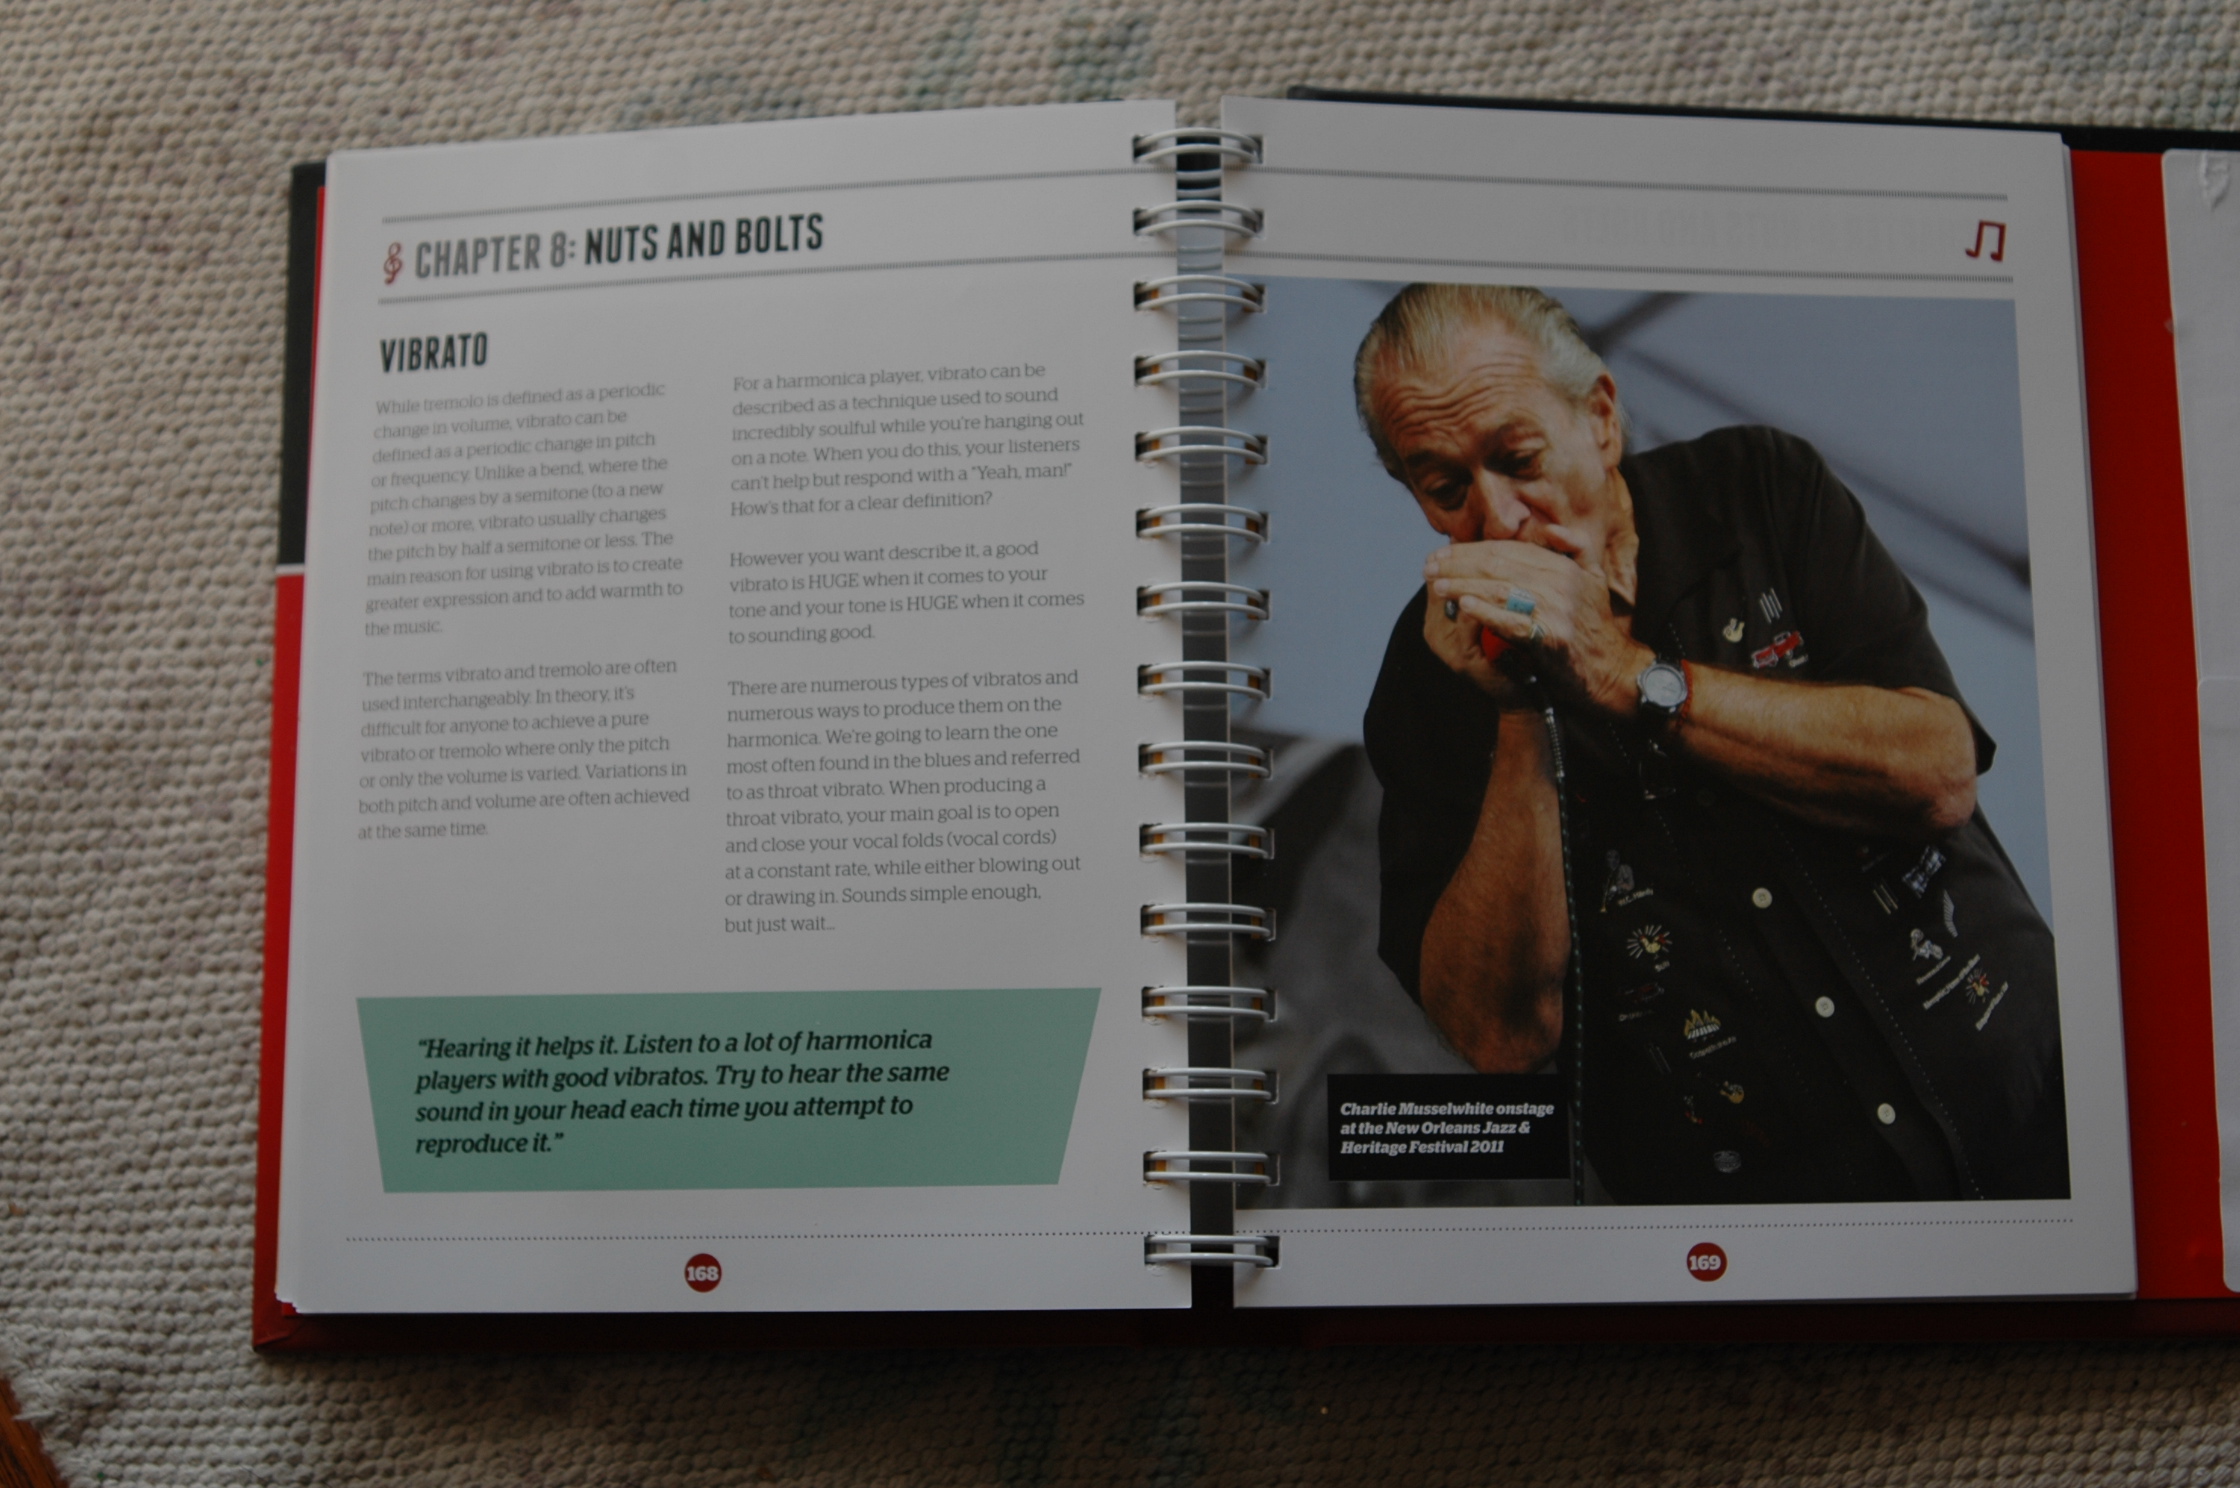 CHAPTER 8: NUTS AND BOLTS
VIBRATO
While tremolo is defined as a periodic
change in volume, vibrato can be
defined as a periodic change in pitch
or frequency. Unlike a bend, where the
pitch changes by a semitone (to a new
note) or more, vibrato usually changes
the pitch by half a semitone or less. The
main reason for using vibrato is to create
greater expression and to add warmth to
the music.
The terms vibrato and tremolo are often
used interchangeably. In theory, it's
difficult for anyone to achieve a pure
vibrato or tremolo where only the pitch
or only the volume is varied. Variations in
both pitch and volume are often achieved
at the same time.
For a harmonica player, vibrato can be
described as a technique used to sound
incredibly soulful while you're hanging out
on a note. When you do this, your listeners
can't help but respond with a "Yeah, man!"
How's that for a clear definition?
However you want describe it, a good
vibrato is HUGE when it comes to your
tone and your tone is HUGE when it comes
to sounding good.
There are numerous types of vibratos and
numerous ways to produce them on the
harmonica. We're going to learn the one
most often found in the blues and referred
to as throat vibrato. When producing a
throat vibrato, your main goal is to open
and close your vocal folds (vocal cords)
at a constant rate, while either blowing out
or drawing in. Sounds simple enough,
but just wait...
"Hearing it helps it. Listen to a lot of harmonica
players with good vibratos. Try to hear the same
sound in your head each time you attempt to
reproduce it."
168
Charlie Musselwhite onstage
at the New Orleans Jazz &
Heritage Festival 2011
169